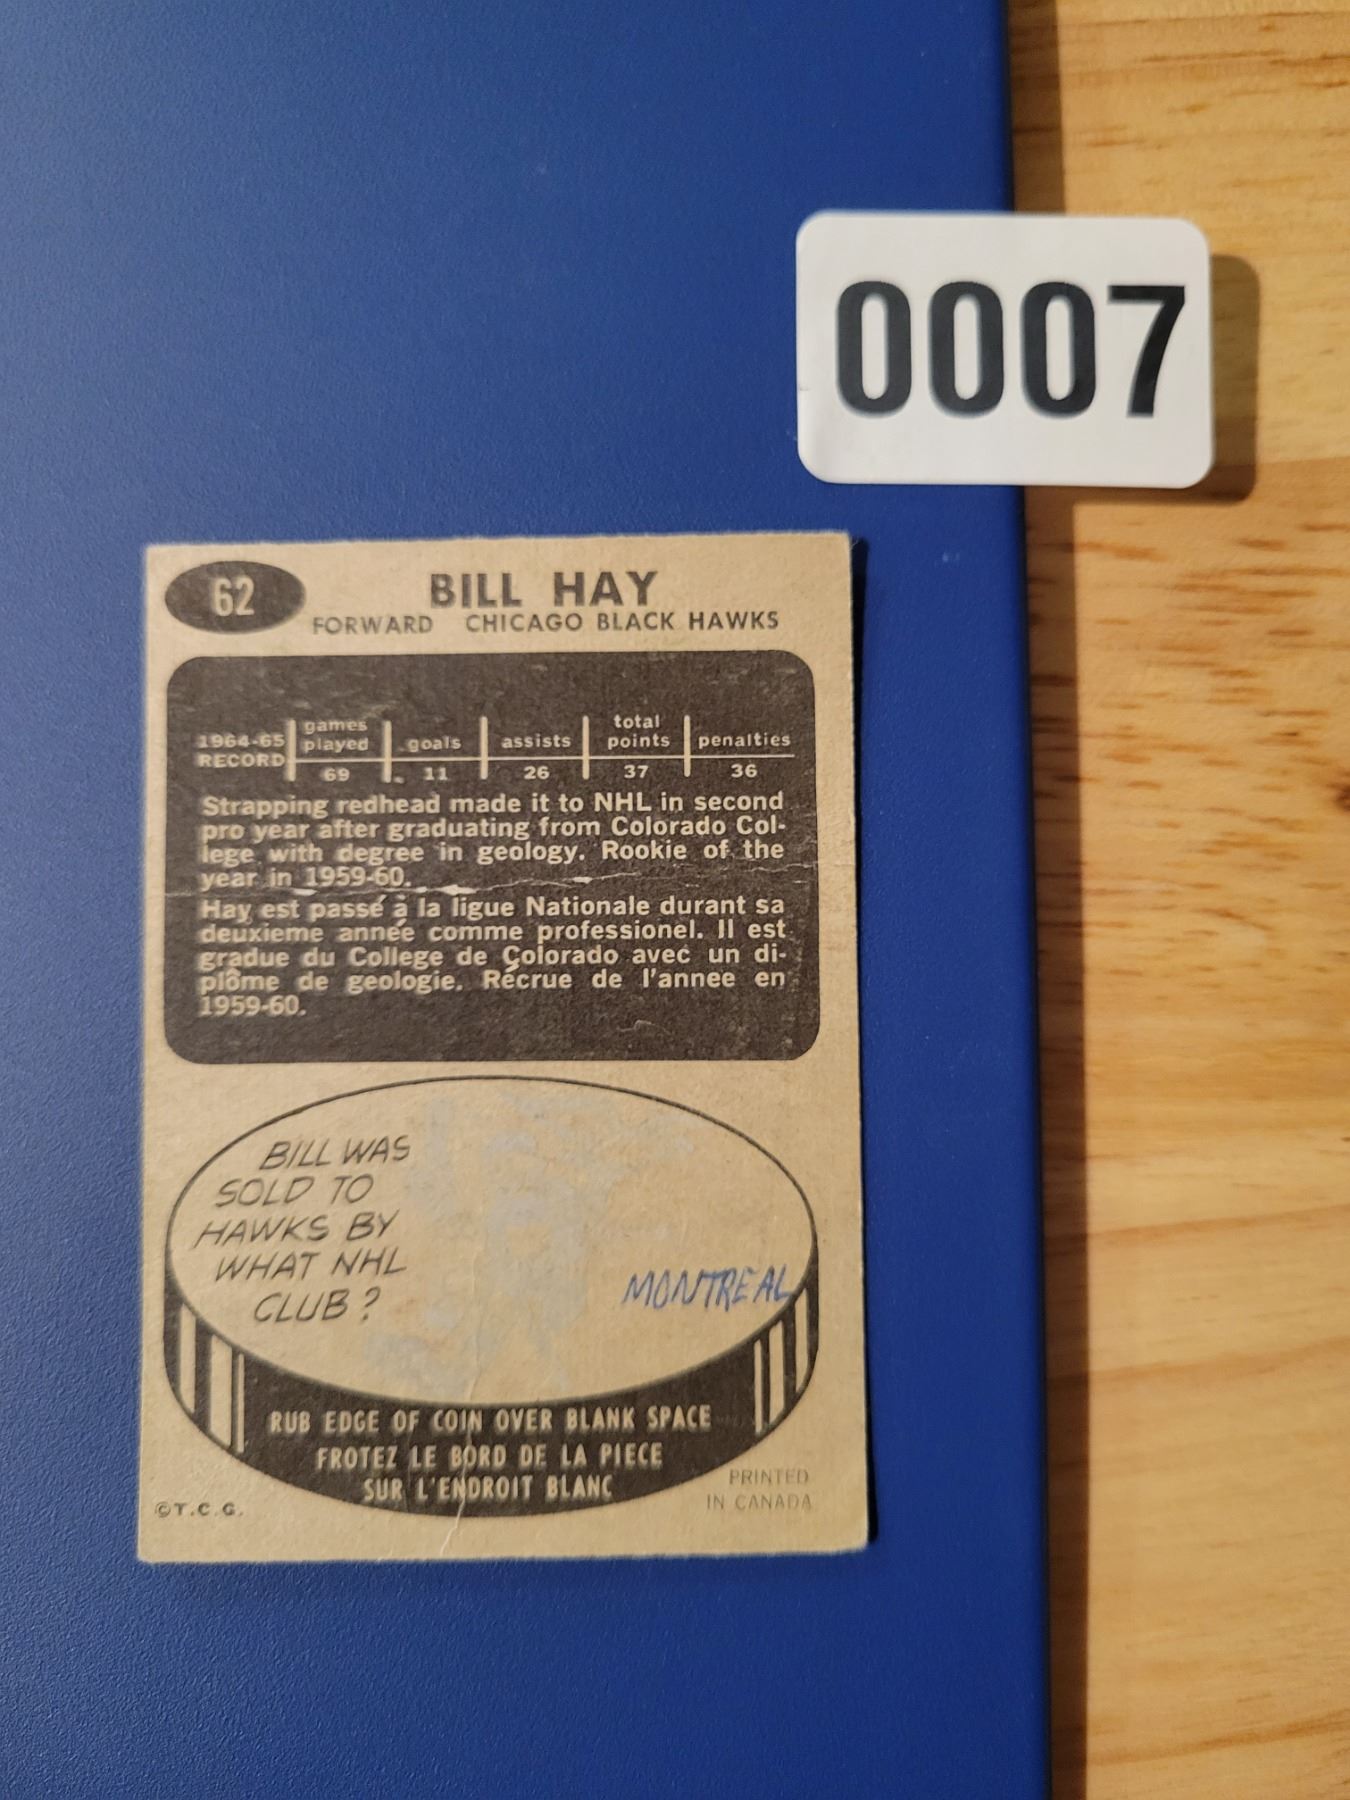 0007
62
BILL HAY
FORWARD CHICAGO BLACK HAWKS
1964-65 RECORD games played goals assists total points penalties
69 11 26 37 36
Strapping redhead made it to NHL in second
pro year after graduating from Colorado Col-
lege with degree in geology. Rookie of the
year in 1959-60.
Hay est passé à la ligue Nationale durant sa
deuxieme année comme professionel. Il est
gradue du College de Colorado avec un di-
plôme de geologie. Récrue de l'annee en
1959-60.
BILL WAS
SOLD TO
HAWKS BY
WHAT NHL
CLUB?
MONTREAL
RUB EDGE OF COIN OVER BLANK SPACE
FROTEZ LE BORD DE LA PIECE
SUR L'ENDROIT BLANC
©T.C.G.
PRINTED
IN CANADA